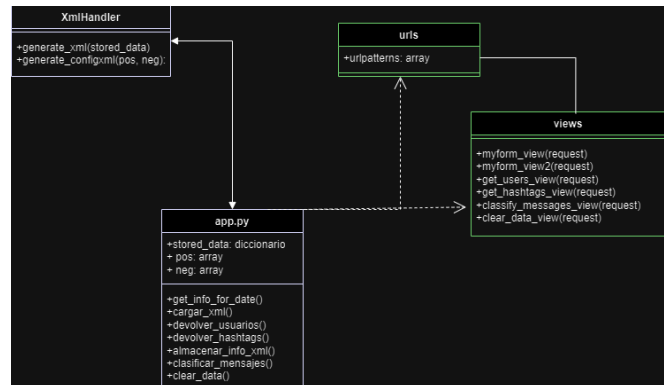 XmlHandler
+generate_xml(stored_data)
+generate_configxml(pos, neg):
urls
+urlpatterns: array
views
+myform_view(request)
+myform_view2(request)
+get_users_view(request)
+get_hashtags_view(request)
+classify_messages_view(request)
+clear_data_view(request)
app.py
+stored_data: diccionario
+ pos: array
+ neg: array
+get_info_for_date()
+cargar_xml()
+devolver_usuarios()
+devolver_hashtags()
+almacenar_info_xml()
+clasificar_mensajes()
+clear_data()